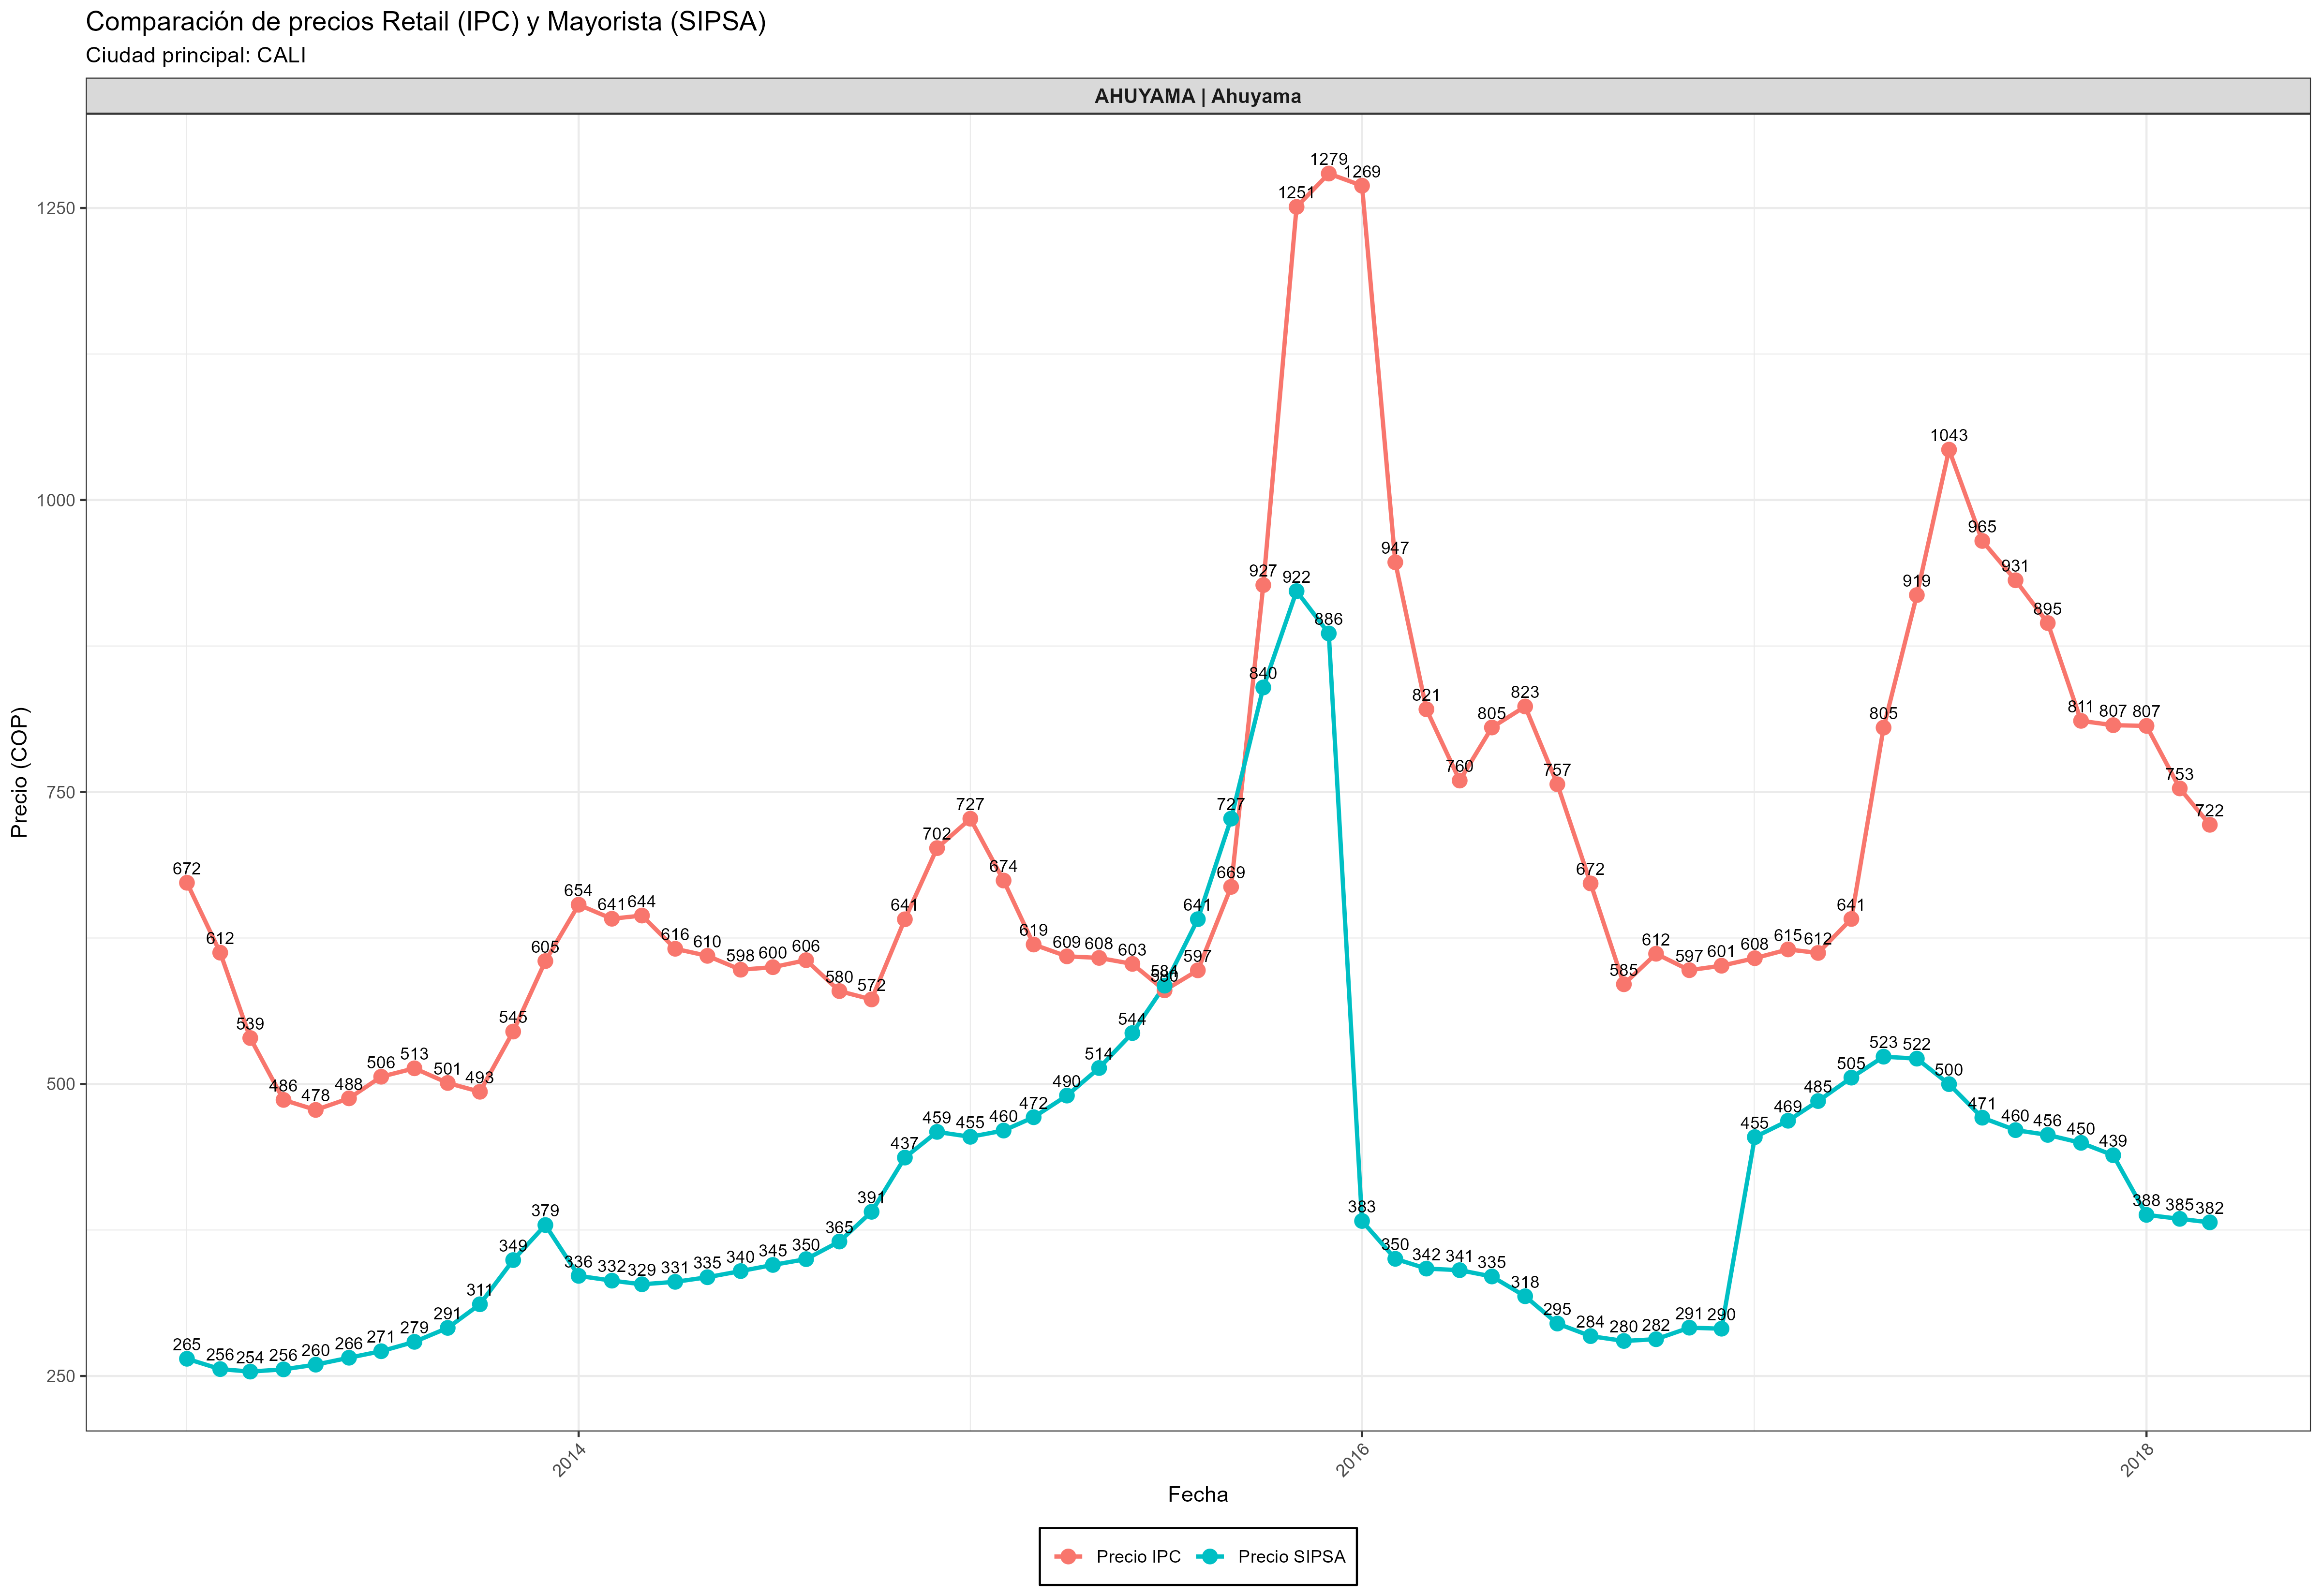 Comparación de precios Retail (IPC) y Mayorista (SIPSA)
Ciudad principal: CALI
AHUYAMA | Ahuyama
Precio (COP)
1250
1000
750
500
250
672 612 539 486 478 488 506 513 501 493 545 605 654 641 644 616 610 598 600 606 580 572 641 702 727 674 619 609 608 603 580 597 669 927 1251 1279 1269 947 821 760 805 823 757 672 585 612 597 601 608 615 612 641 805 919 1043 965 931 895 811 807 807 753 722
265 256 254 256 260 266 271 279 291 311 349 379 336 332 329 331 335 340 345 350 365 391 437 459 455 460 472 490 514 544 584 641 727 840 922 886 383 350 342 341 335 318 295 284 280 282 291 290 455 469 485 505 523 522 500 471 460 456 450 439 388 385 382
2014 2016 2018
Fecha
Precio IPC Precio SIPSA